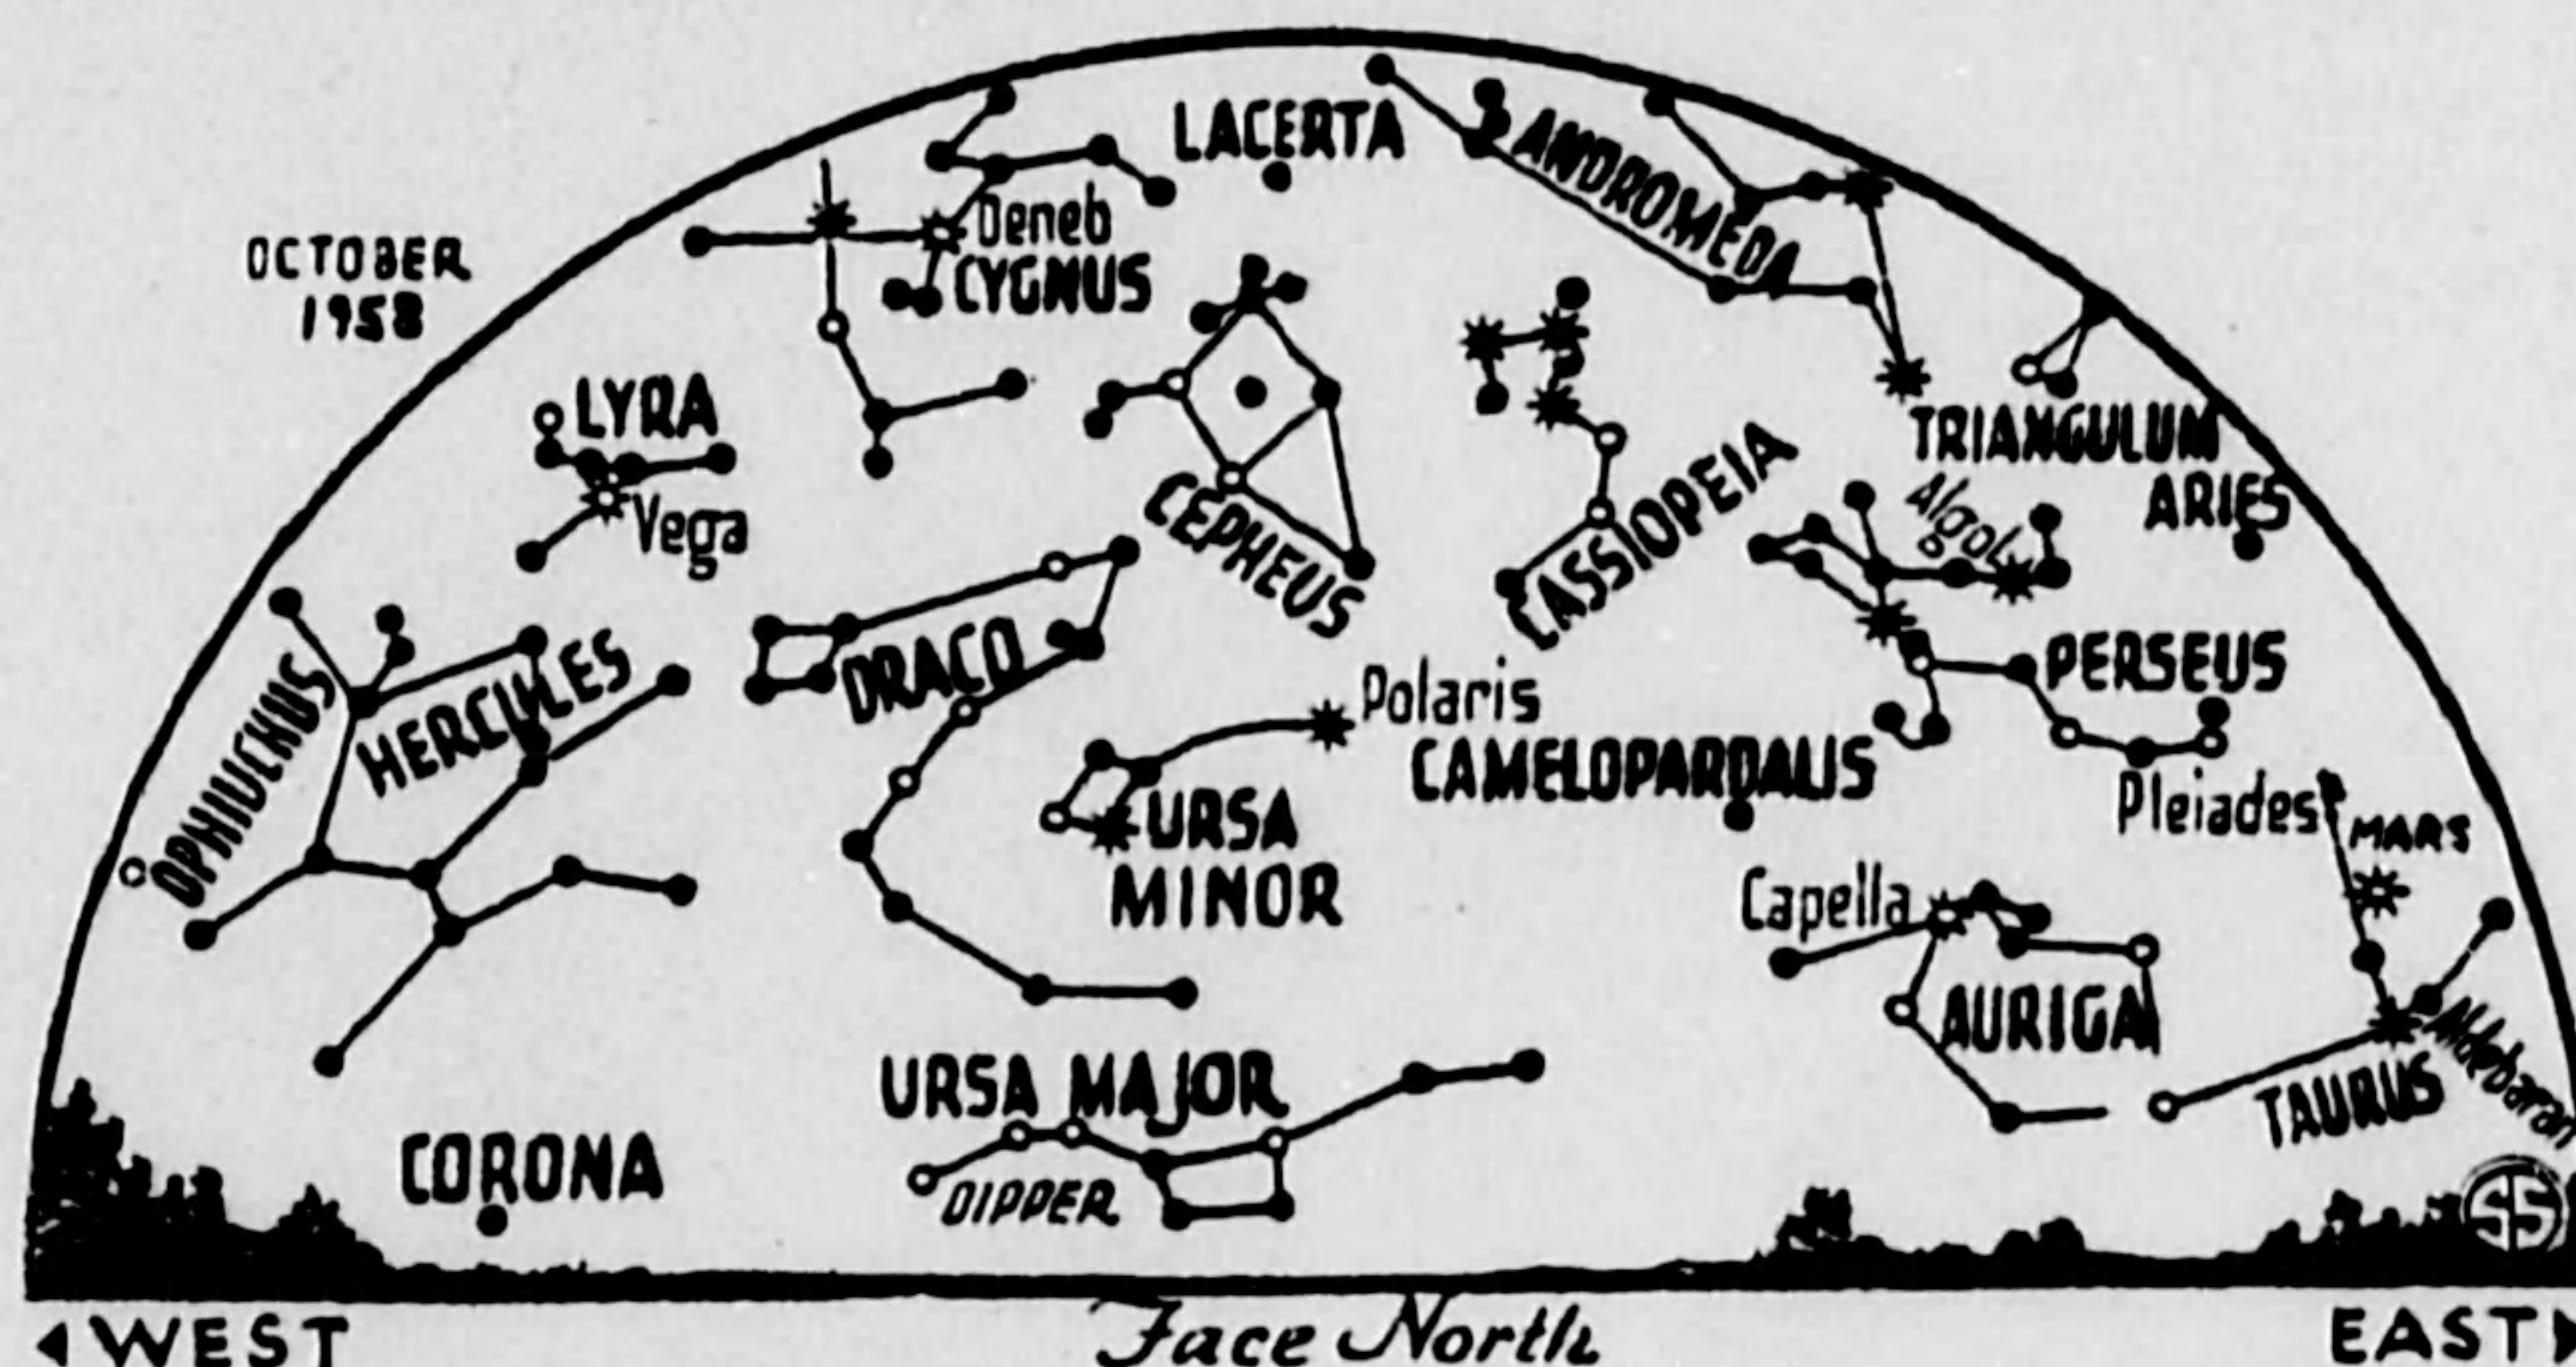 LACERTA
ANDROMEDA
OCTOBER
1958
Deneb
CYGNUS
LYRA
Vega
CEPHEUS
CASSIOPEIA
TRIANGULUM
ARIES
Algol
OPHIUCHUS
HERCULES
DRACO
Polaris
PERSEUS
CAMELOPARDALIS
URSA
MINOR
Pleiades
MARS
Capella
AURIGA
TAURUS
Aldebaran
URSA MAJOR
DIPPER
CORONA
SS
WEST
Face North
EAST